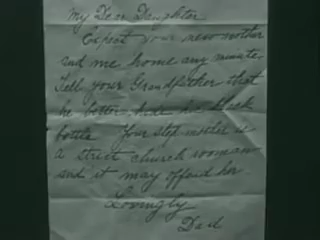 My Dear Daughter
Expect your new mother
and me home any minute.
Tell your Grandfather that
he better hide his black
bottle Your step-mother is
a strict church woman
and it may offend her
Lovingly
Dad